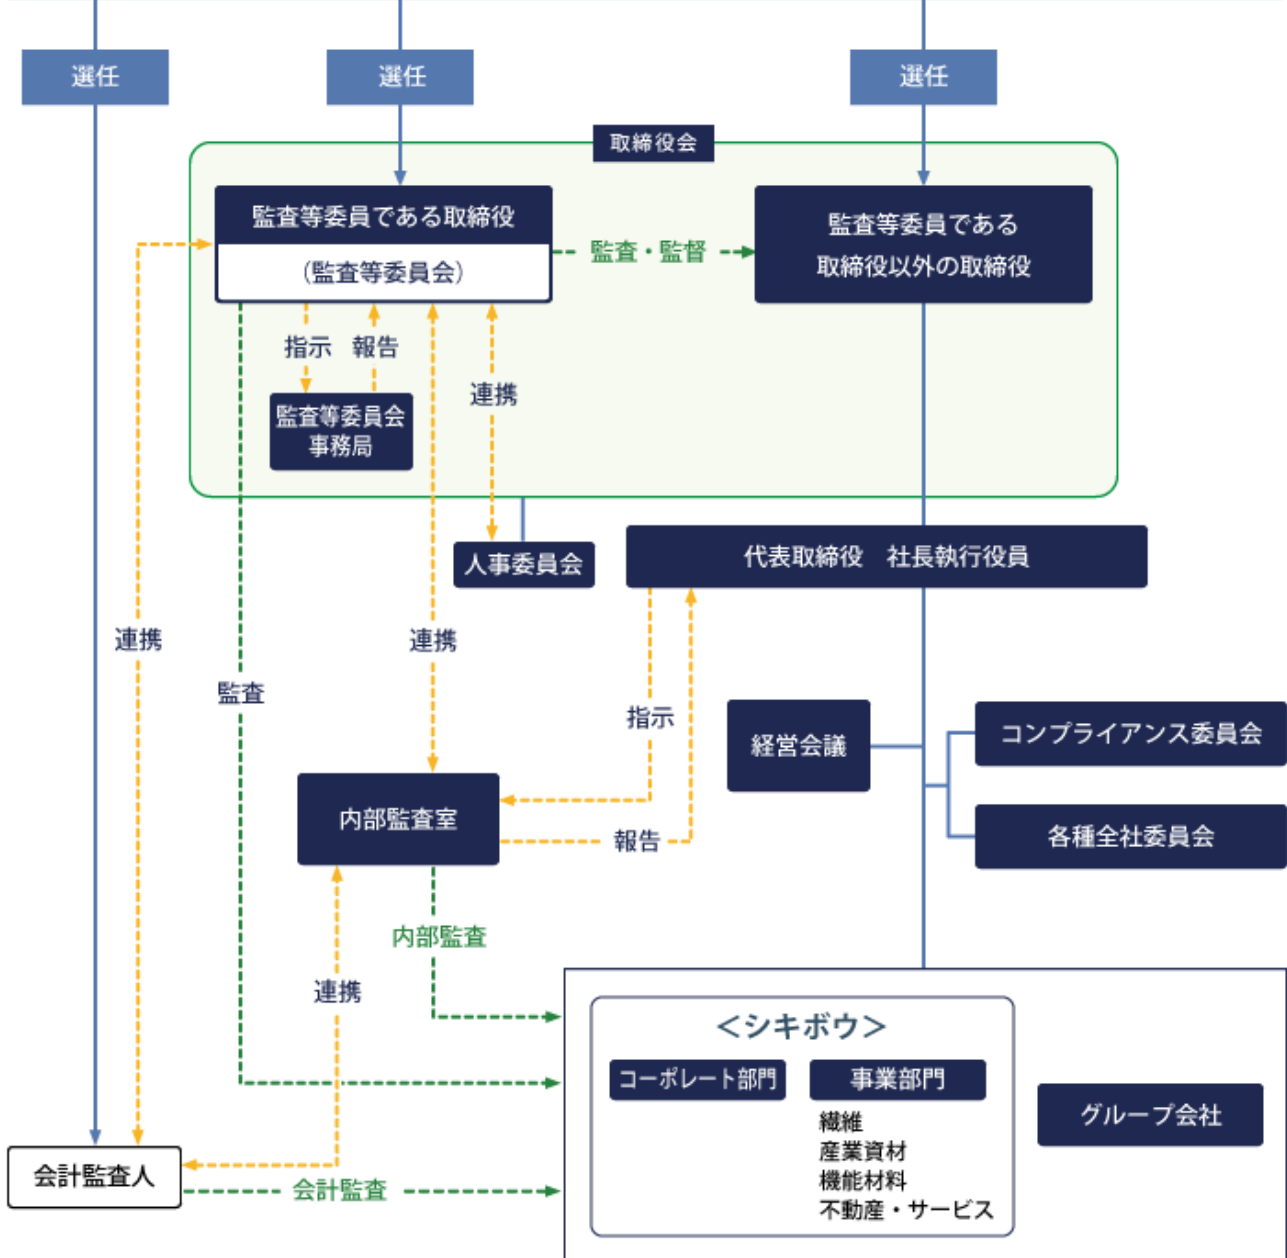 選任
選任
選任
取締役会
監査等委員である取締役
（監査等委員会）
監査・監督
監査等委員である
取締役以外の取締役
指示
報告
連携
監査等委員会
事務局
人事委員会
代表取締役　社長執行役員
連携
連携
監査
指示
経営会議
コンプライアンス委員会
内部監査室
報告
各種全社委員会
内部監査
連携
＜シキボウ＞
コーポレート部門
事業部門
繊維
産業資材
機能材料
不動産・サービス
グループ会社
会計監査人
会計監査